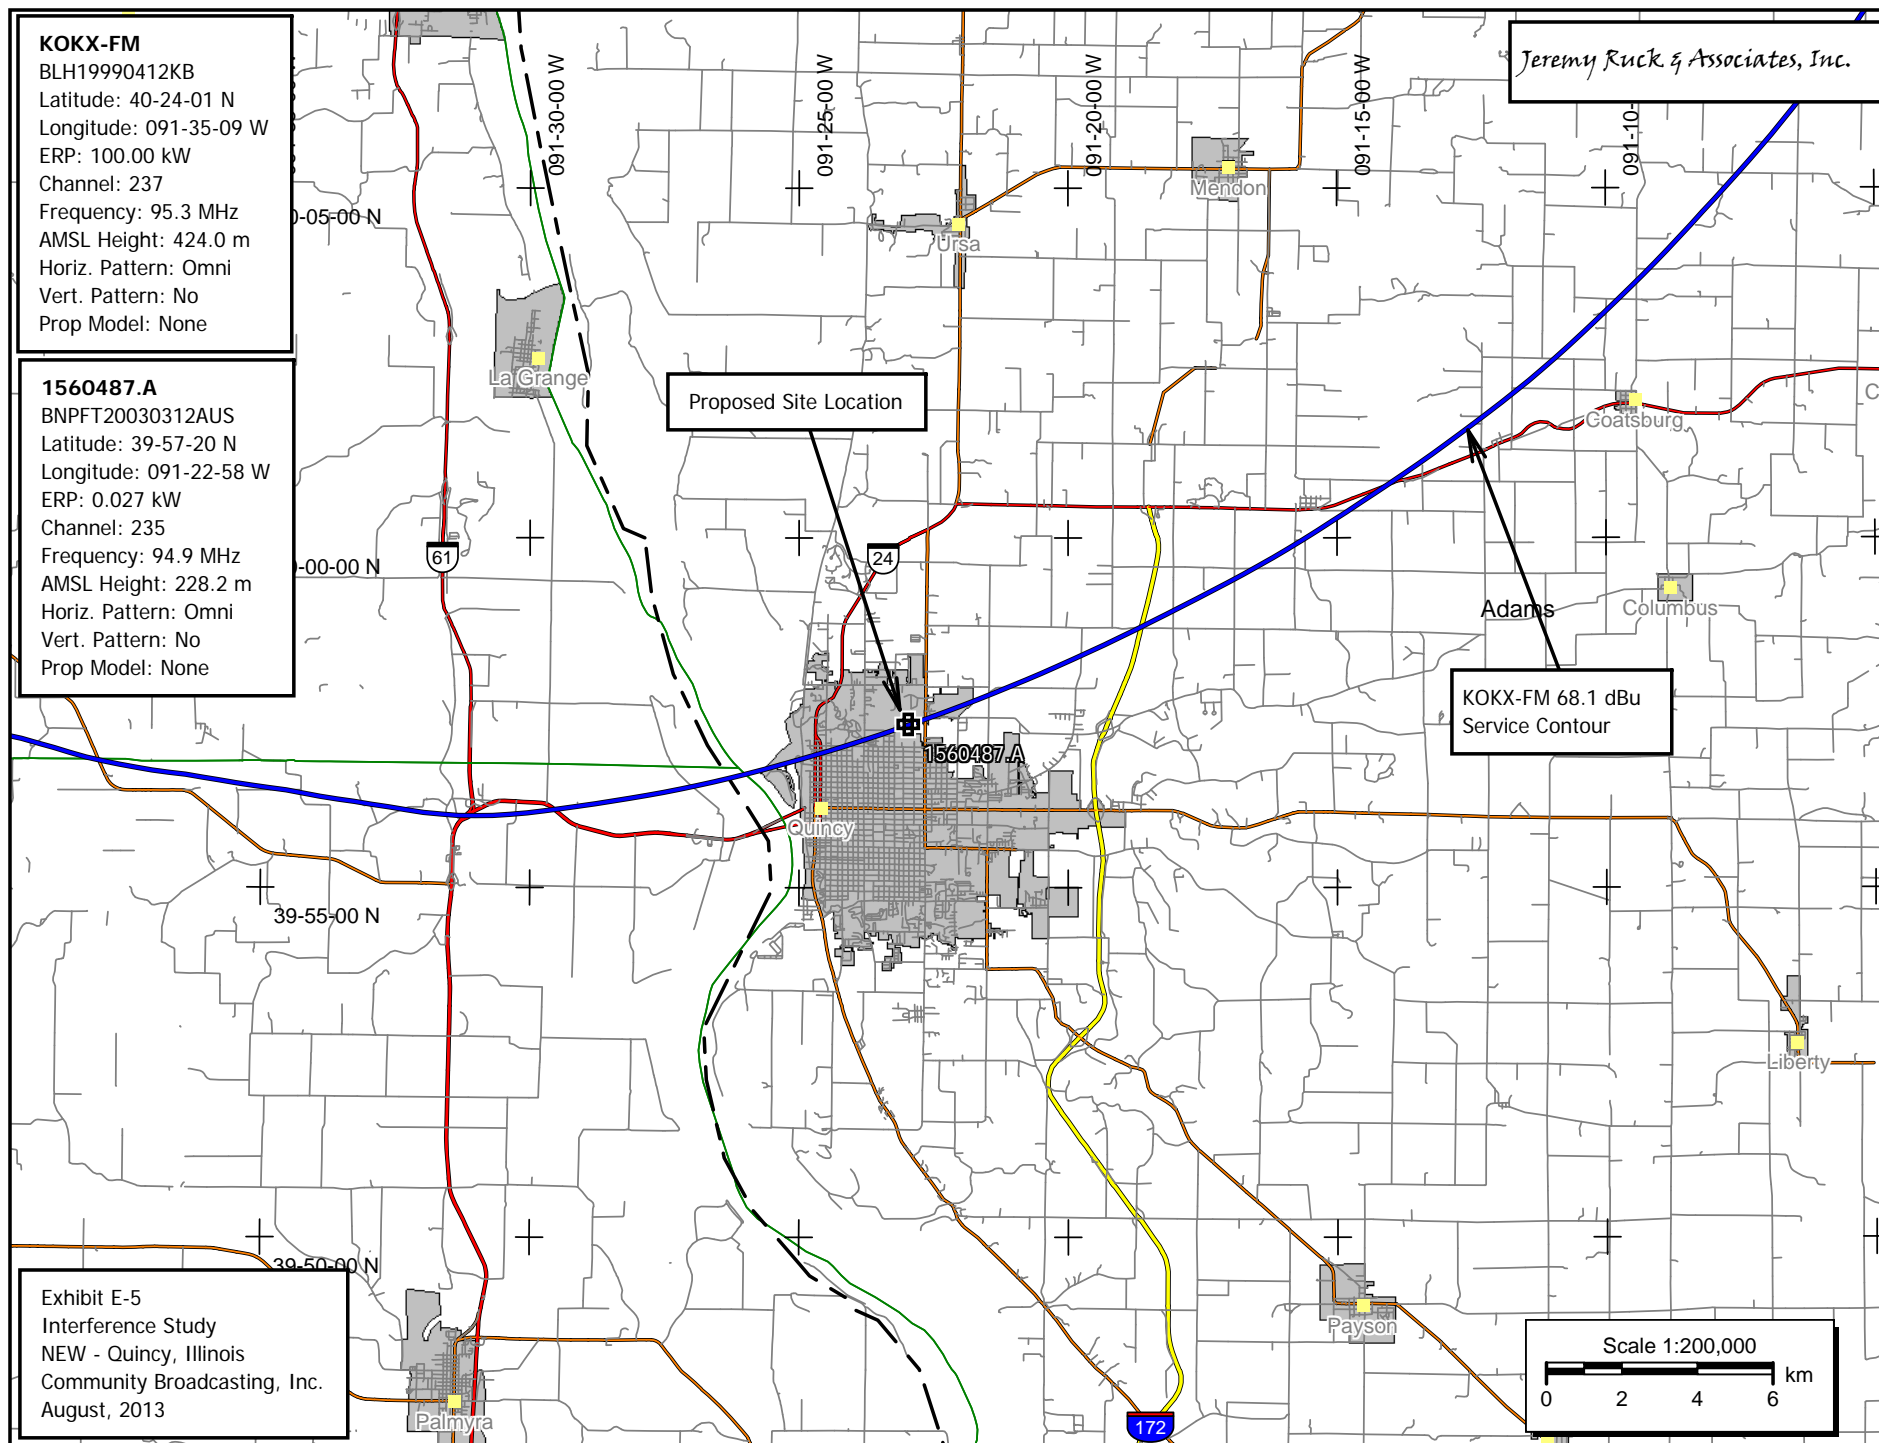 KOKX-FM
BLH19990412KB
Latitude: 40-24-01 N
Longitude: 091-35-09 W
ERP: 100.00 kW
Channel: 237
Frequency: 95.3 MHz
AMSL Height: 424.0 m
Horiz. Pattern: Omni
Vert. Pattern: No
Prop Model: None
1560487.A
BNPFT20030312AUS
Latitude: 39-57-20 N
Longitude: 091-22-58 W
ERP: 0.027 kW
Channel: 235
Frequency: 94.9 MHz
AMSL Height: 228.2 m
Horiz. Pattern: Omni
Vert. Pattern: No
Prop Model: None
Jeremy Ruck & Associates, Inc.
091-30-00 W
091-25-00 W
091-20-00 W
091-15-00 W
091-10-
0-05-00 N
Mendon
Ursa
La Grange
Proposed Site Location
Coatsburg
C
61
24
-00-00 N
Adams
Columbus
KOKX-FM 68.1 dBu
Service Contour
1560487.A
Quincy
39-55-00 N
Liberty
39-50-00 N
Payson
Palmyra
172
Exhibit E-5
Interference Study
NEW - Quincy, Illinois
Community Broadcasting, Inc.
August, 2013
Scale 1:200,000
0 2 4 6 km